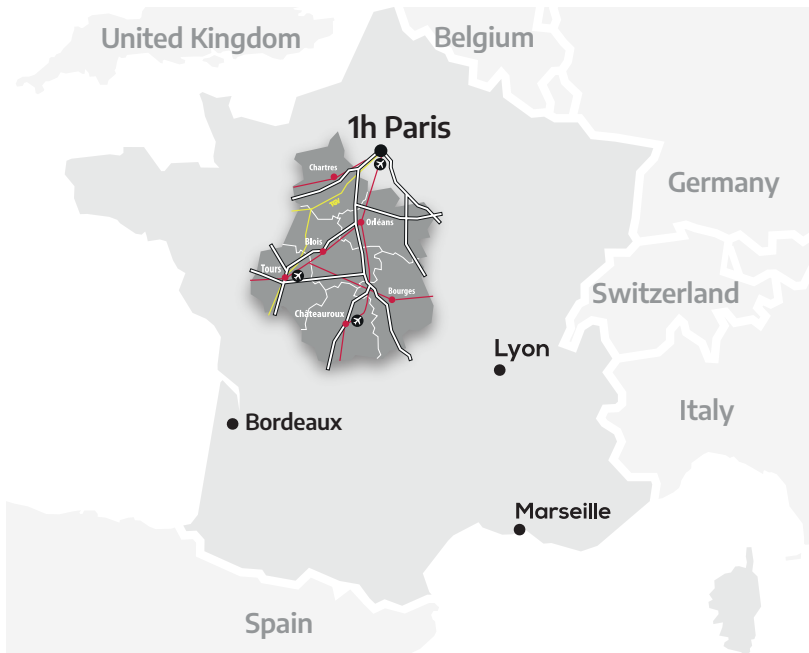 United Kingdom
Belgium
1h Paris
Chartres
Germany
Orléans
Blois
Tours
Bourges
Switzerland
Châteauroux
Lyon
Italy
Bordeaux
Marseille
Spain